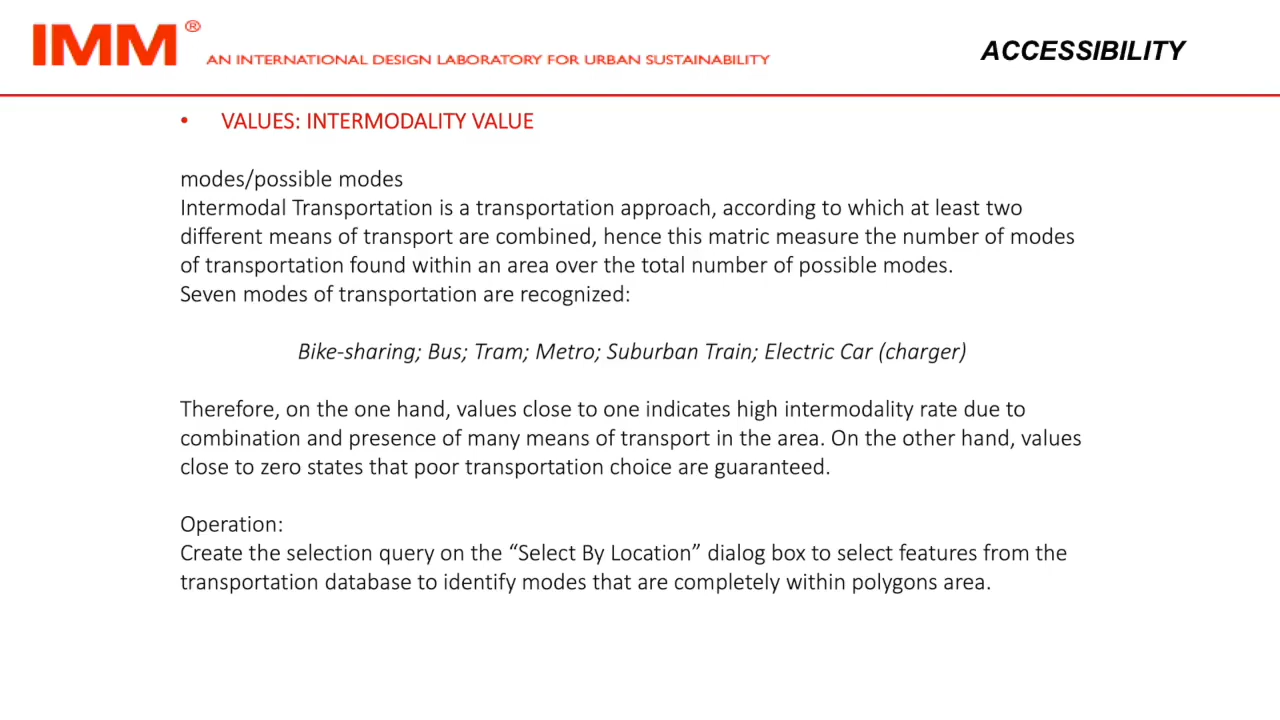 IMM®
AN INTERNATIONAL DESIGN LABORATORY FOR URBAN SUSTAINABILITY
ACCESSIBILITY
• VALUES: INTERMODALITY VALUE
modes/possible modes
Intermodal Transportation is a transportation approach, according to which at least two
different means of transport are combined, hence this matric measure the number of modes
of transportation found within an area over the total number of possible modes.
Seven modes of transportation are recognized:
Bike-sharing; Bus; Tram; Metro; Suburban Train; Electric Car (charger)
Therefore, on the one hand, values close to one indicates high intermodality rate due to
combination and presence of many means of transport in the area. On the other hand, values
close to zero states that poor transportation choice are guaranteed.
Operation:
Create the selection query on the “Select By Location” dialog box to select features from the
transportation database to identify modes that are completely within polygons area.